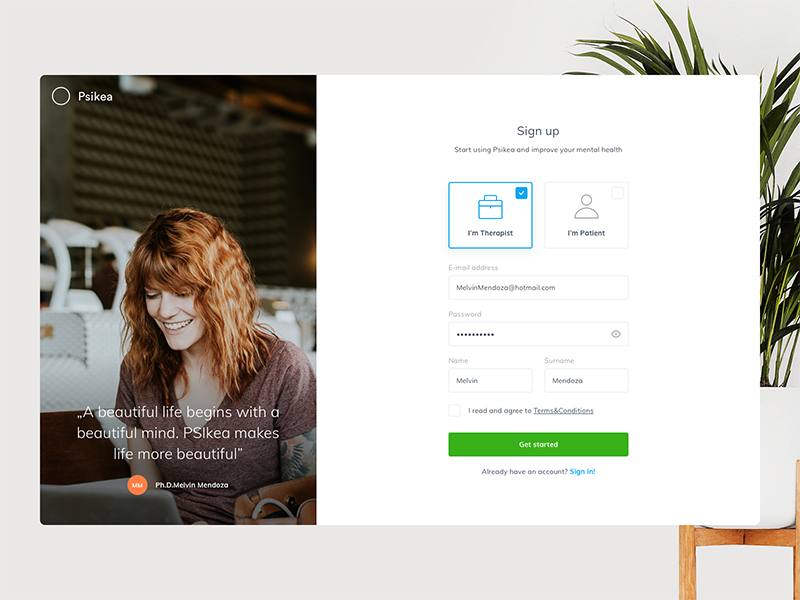 Psikea
Sign up
Start using Psikea and improve your mental health
I'm Therapist
I'm Patient
E-mail address
MelvinMendoza@hotmail.com
Password
••••••••••
Name
Surname
Melvin
Mendoza
I read and agree to Terms&Conditions
Get started
Already have an account? Sign In!
„A beautiful life begins with a
beautiful mind. PSIkea makes
life more beautiful”
MM
Ph.D.Melvin Mendoza